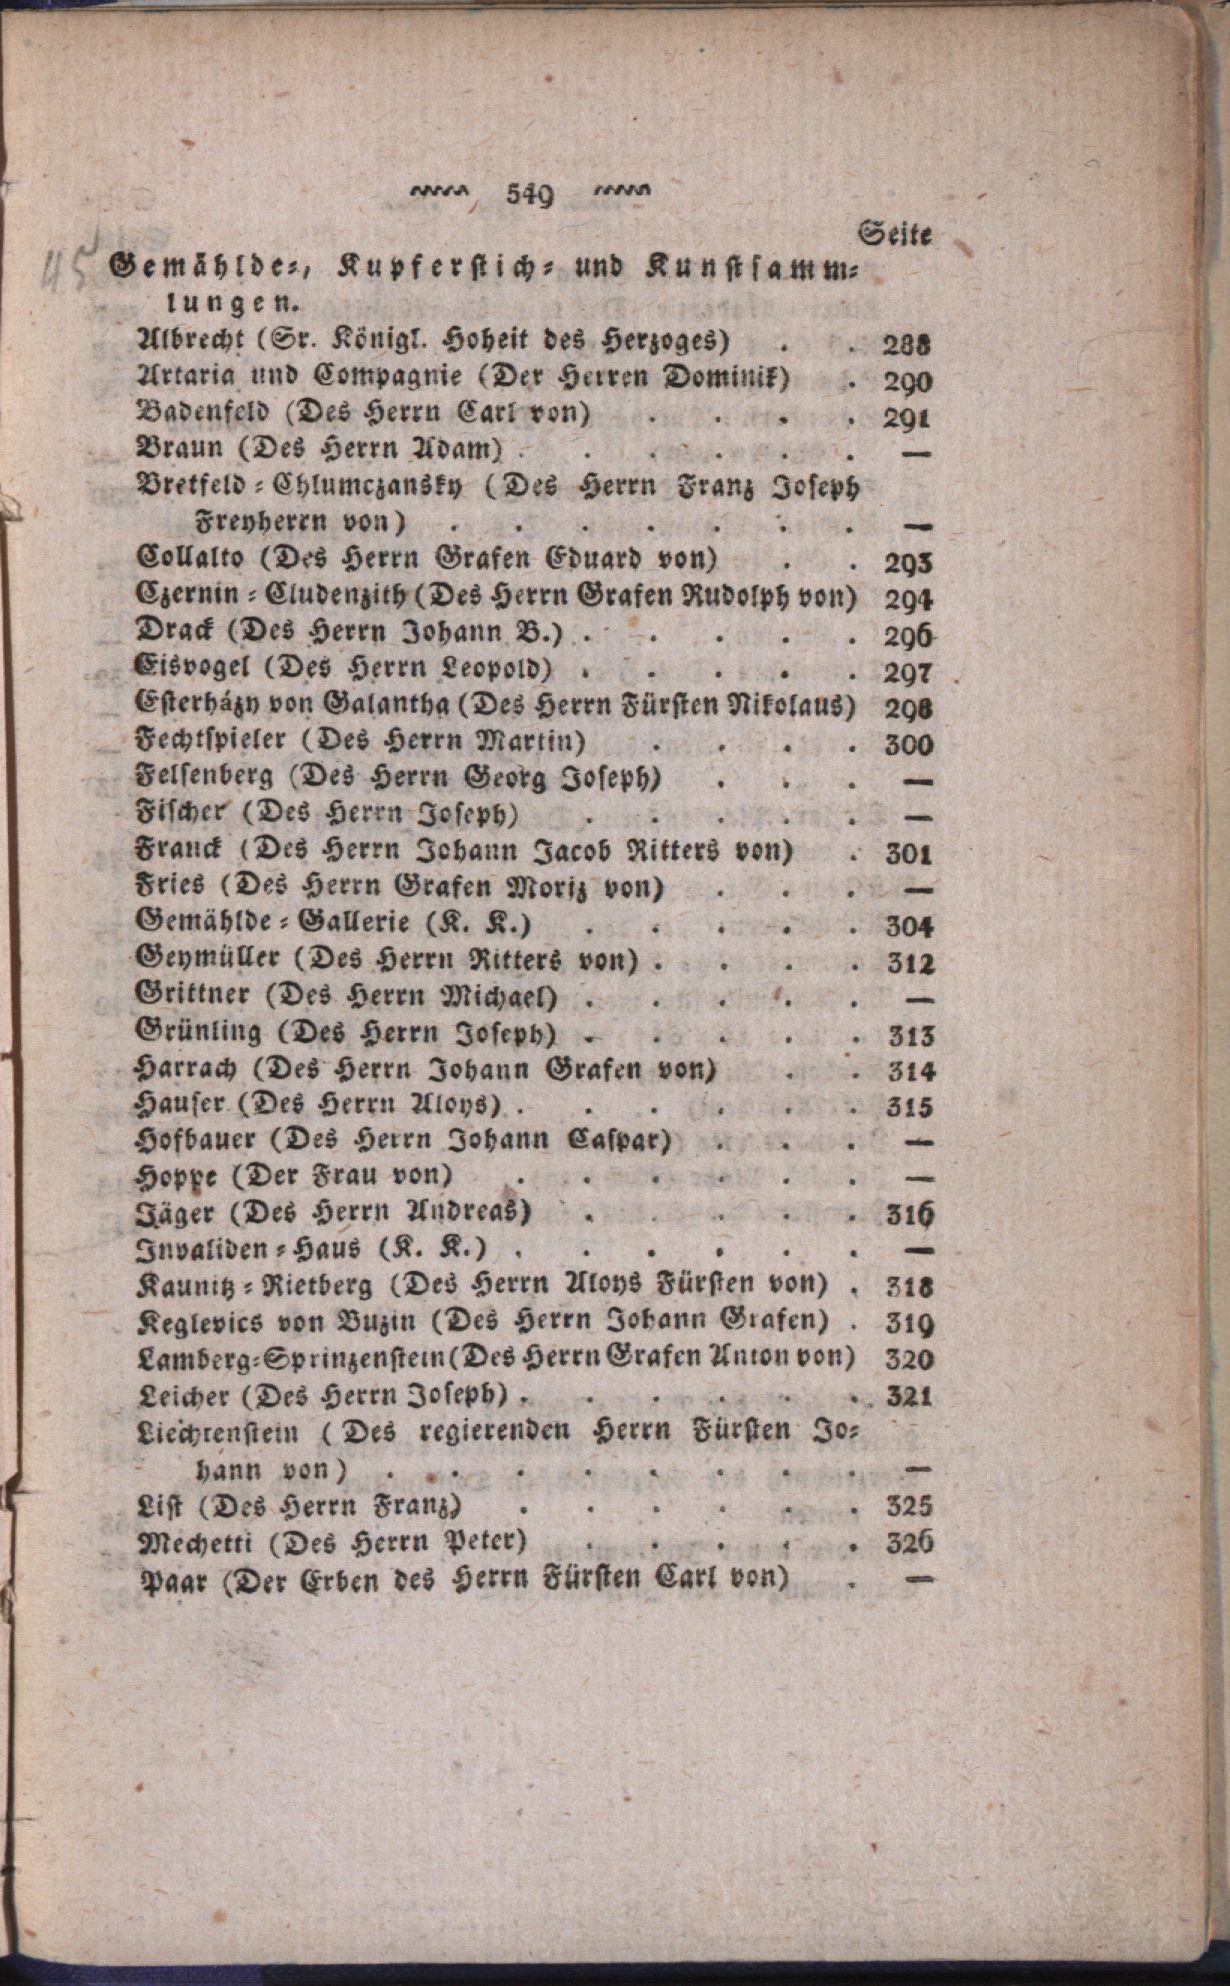 549
Seite
45
Gemählde-, Kupferstich- und Kunstsamm-
lungen.
Albrecht (Sr. Königl. Hoheit des Herzoges) . . 288
Artaria und Compagnie (Der Herren Dominik) . 290
Badenfeld (Des Herrn Carl von) . . . . 291
Braun (Des Herrn Adam) . . . . . . —
Bretfeld-Chlumczansky (Des Herrn Franz Joseph
Freyherrn von) . . . . . . . —
Collalto (Des Herrn Grafen Eduard von) . . 293
Czernin-Cludenzith (Des Herrn Grafen Rudolph von) 294
Drack (Des Herrn Johann B.) . . . . . 296
Eisvogel (Des Herrn Leopold) . . . . . 297
Esterházy von Galantha (Des Herrn Fürsten Nikolaus) 298
Fechtspieler (Des Herrn Martin) . . . . 300
Felsenberg (Des Herrn Georg Joseph) . . . —
Fischer (Des Herrn Joseph) . . . . . —
Franck (Des Herrn Johann Jacob Ritters von) . 301
Fries (Des Herrn Grafen Moriz von) . . . —
Gemählde-Gallerie (K. K.) . . . . . 304
Geymüller (Des Herrn Ritters von) . . . . 312
Grittner (Des Herrn Michael) . . . . . —
Grünling (Des Herrn Joseph) . . . . . 313
Harrach (Des Herrn Johann Grafen von) . . 314
Hauser (Des Herrn Aloys) . . . . . . 315
Hofbauer (Des Herrn Johann Caspar) . . . —
Hoppe (Der Frau von) . . . . . . —
Jäger (Des Herrn Andreas) . . . . . 316
Invaliden-Haus (K. K.) . . . . . . —
Kaunitz-Rietberg (Des Herrn Aloys Fürsten von) . 318
Keglevics von Buzin (Des Herrn Johann Grafen) . 319
Lamberg-Sprinzenstein (Des Herrn Grafen Anton von) 320
Leicher (Des Herrn Joseph) . . . . . . 321
Liechtenstein (Des regierenden Herrn Fürsten Jo-
hann von) . . . . . . . . —
List (Des Herrn Franz) . . . . . . 325
Mechetti (Des Herrn Peter) . . . . . 326
Paar (Der Erben des Herrn Fürsten Carl von) . —